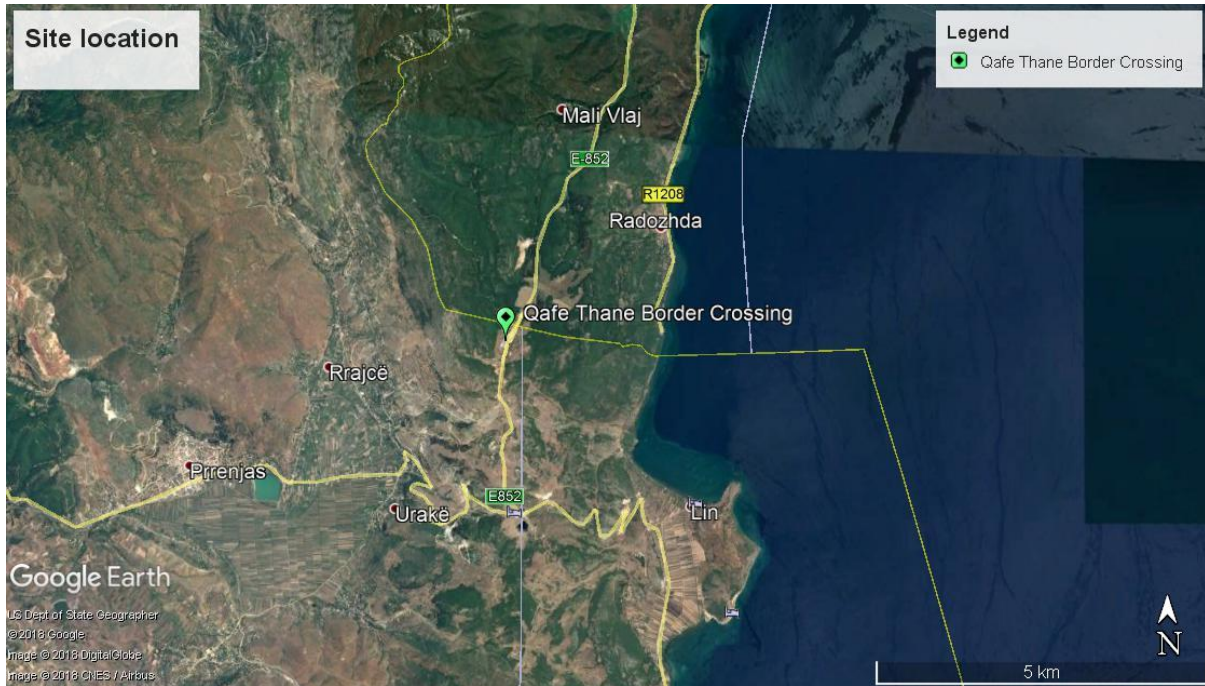 Site location
Legend
Qafe Thane Border Crossing
Mali Vlaj
E-852
R1208
Radozhda
Qafe Thane Border Crossing
Rrajcë
Prrenjas
E852
Urakë
Lin
Google Earth
US Dept of State Geographer
©2018 Google
Image © 2018 DigitalGlobe
Image © 2018 CNES / Airbus
N
5 km